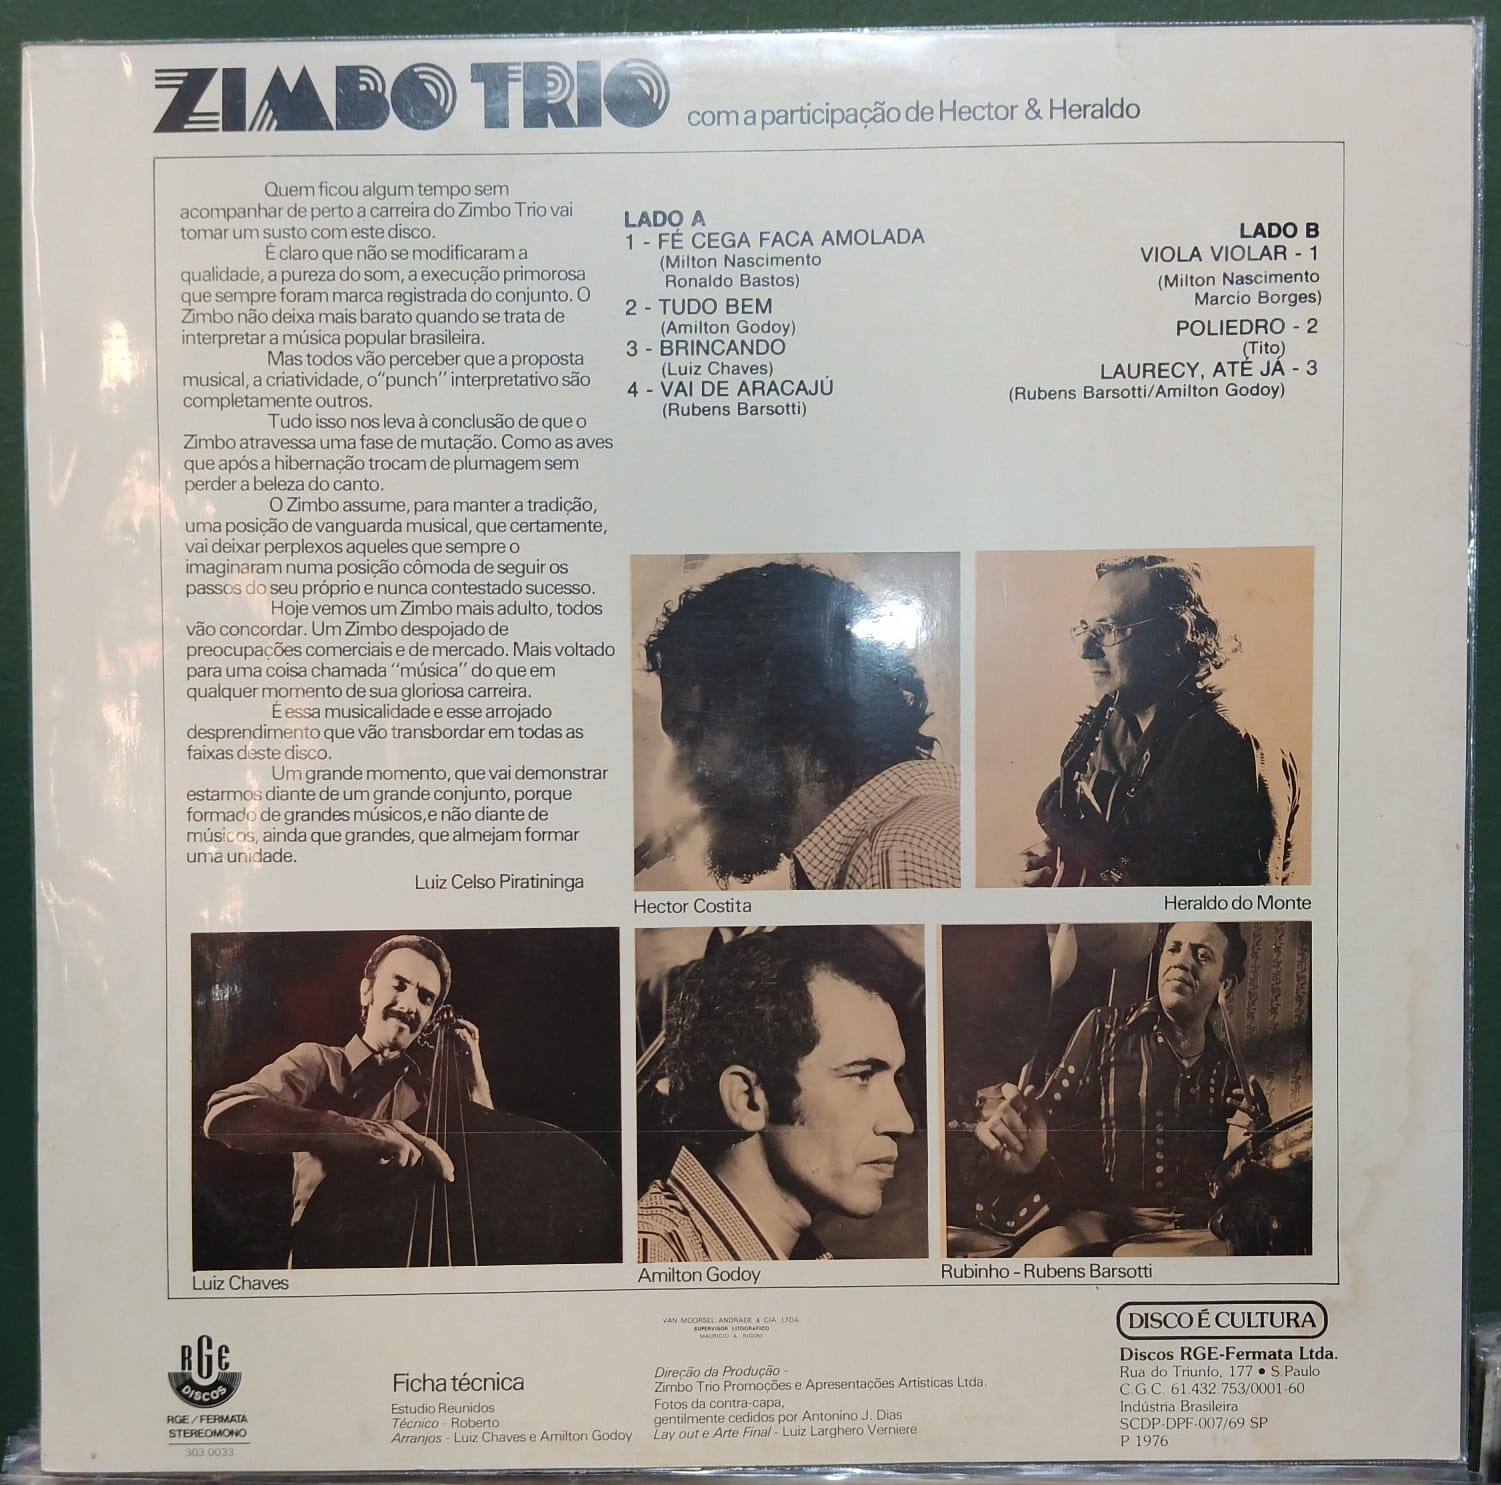 ZIMBO TRIO com a participação de Hector & Heraldo
Quem ficou algum tempo sem
acompanhar de perto a carreira do Zimbo Trio vai
tomar um susto com este disco.
É claro que não se modificaram a
qualidade, a pureza do som, a execução primorosa
que sempre foram marca registrada do conjunto. O
Zimbo não deixa mais barato quando se trata de
interpretar a música popular brasileira.
Mas todos vão perceber que a proposta
musical, a criatividade, o "punch" interpretativo são
completamente outros.
Tudo isso nos leva à conclusão de que o
Zimbo atravessa uma fase de mutação. Como as aves
que após a hibernação trocam de plumagem sem
perder a beleza do canto.
O Zimbo assume, para manter a tradição,
uma posição de vanguarda musical, que certamente,
vai deixar perplexos aqueles que sempre o
imaginaram numa posição cômoda de seguir os
passos do seu próprio e nunca contestado sucesso.
Hoje vemos um Zimbo mais adulto, todos
vão concordar. Um Zimbo despojado de
preocupações comerciais e de mercado. Mais voltado
para uma coisa chamada "música" do que em
qualquer momento de sua gloriosa carreira.
É essa musicalidade e esse arrojado
desprendimento que vão transbordar em todas as
faixas deste disco.
Um grande momento, que vai demonstrar
estarmos diante de um grande conjunto, porque
formado de grandes músicos, e não diante de
músicos, ainda que grandes, que almejam formar
uma unidade.
Luiz Celso Piratininga
LADO A
1 - FÉ CEGA FACA AMOLADA
(Milton Nascimento
Ronaldo Bastos)
2 - TUDO BEM
(Amilton Godoy)
3 - BRINCANDO
(Luiz Chaves)
4 - VAI DE ARACAJÚ
(Rubens Barsotti)
LADO B
VIOLA VIOLAR - 1
(Milton Nascimento
Marcio Borges)
POLIEDRO - 2
(Tito)
LAURECY, ATÉ JÁ - 3
(Rubens Barsotti/Amilton Godoy)
Hector Costita
Heraldo do Monte
Luiz Chaves
Amilton Godoy
Rubinho - Rubens Barsotti
RGE
DISCOS
RGE / FERMATA
STEREOMONO
303.0033
Ficha técnica
Estudio Reunidos
Técnico - Roberto
Arranjos - Luiz Chaves e Amilton Godoy
VAN MOORSEL ANDRADE & CIA. LTDA
SUPERVISOR LITOGRÁFICO
MAURICIO A. RIGONI
Direção da Produção -
Zimbo Trio Promoções e Apresentações Artisticas Ltda.
Fotos da contra-capa,
gentilmente cedidos por Antonino J. Dias
Lay out e Arte Final - Luiz Larghero Verniere
DISCO É CULTURA
Discos RGE-Fermata Ltda.
Rua do Triunfo, 177 • S.Paulo
C.G.C. 61.432.753/0001-60
Indústria Brasileira
SCDP-DPF-007/69 SP
P 1976